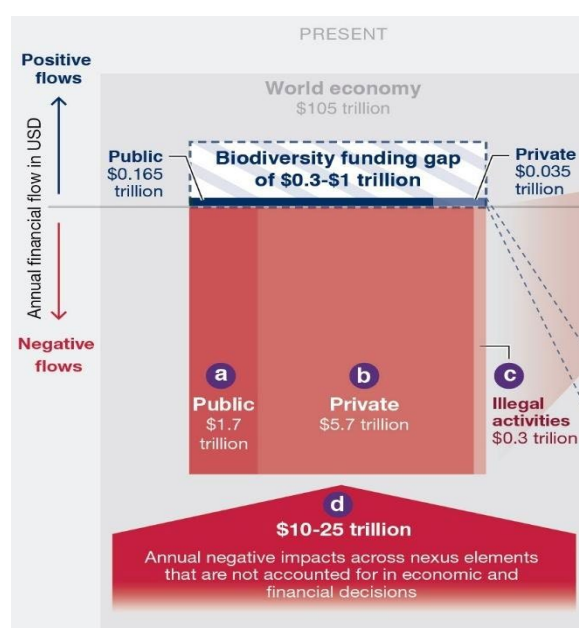 PRESENT
Positive
flows
Annual financial flow in USD
Negative
flows
World economy
$105 trillion
Public
$0.165
trillion
Biodiversity funding gap
of $0.3-$1 trillion
Private
$0.035
trillion
a
Public
$1.7
trillion
b
Private
$5.7 trillion
c
Illegal
activities
$0.3 trilion
d
$10-25 trillion
Annual negative impacts across nexus elements
that are not accounted for in economic and
financial decisions